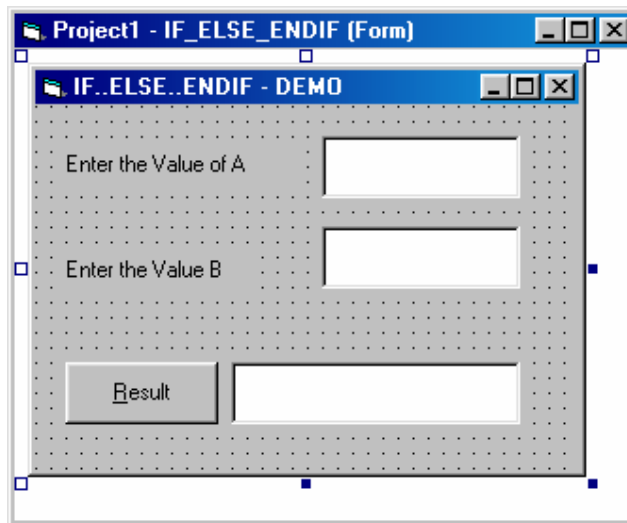 Project1 - IF_ELSE_ENDIF (Form)
IF..ELSE..ENDIF - DEMO
Enter the Value of A
Enter the Value B
Result